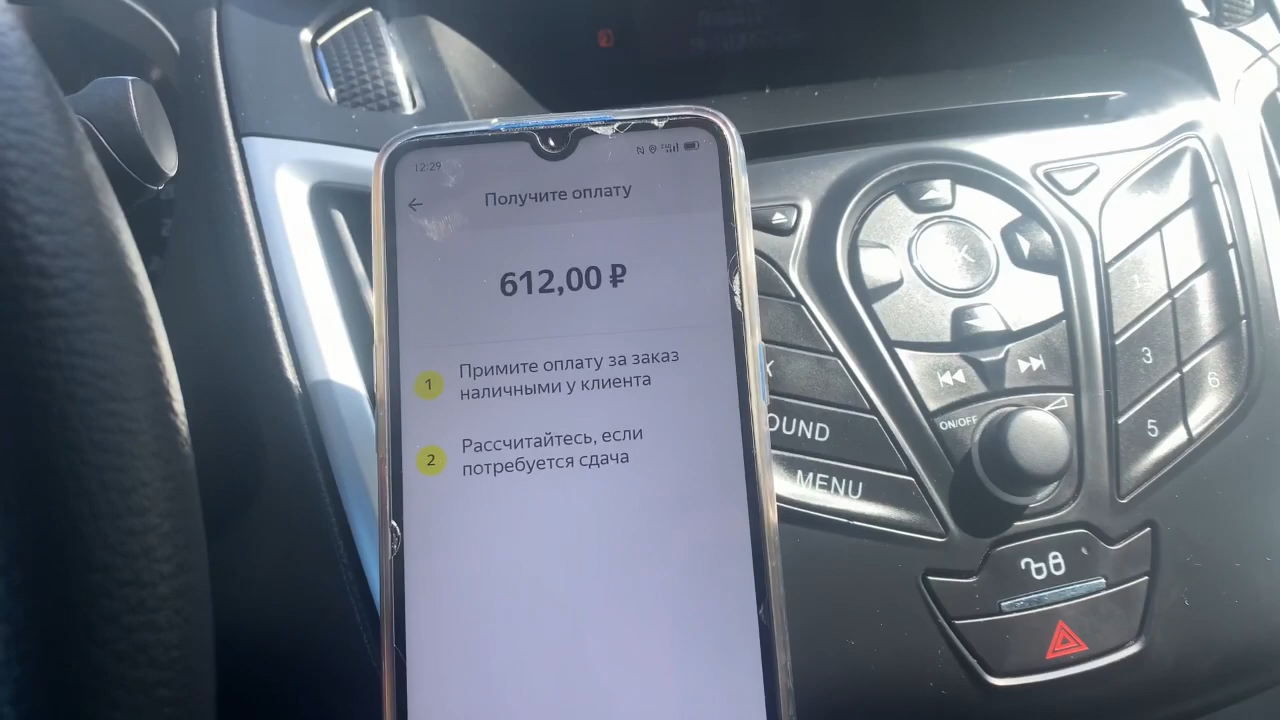 12:29
Получите оплату
612,00 ₽
1 Примите оплату за заказ
наличными у клиента
2 Рассчитайтесь, если
потребуется сдача
OUND
MENU
ON/OFF
1
3
5
6